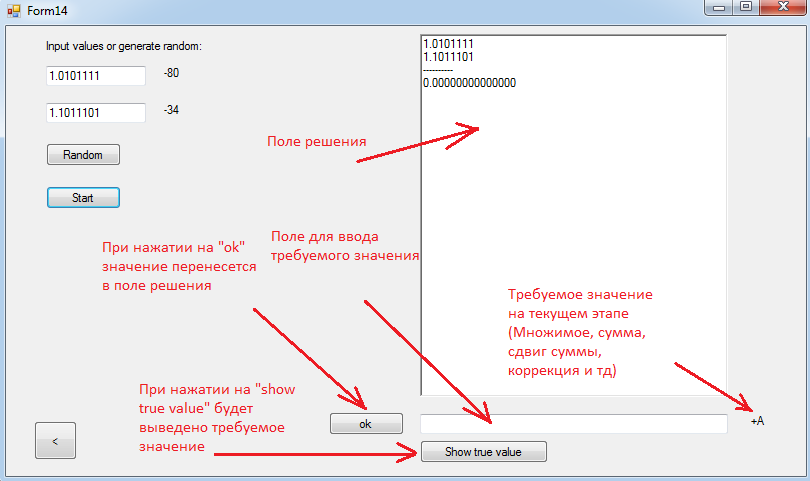 Form14
Input values or generate random:
1.0101111
-80
1.1011101
-34
Random
Start
1.0101111
1.1011101
----------
0.00000000000000
Поле решения
При нажатии на "ok"
значение перенесется
в поле решения
Поле для ввода
требуемого значения
Требуемое значение
на текущем этапе
(Множимое, сумма,
сдвиг суммы,
коррекция и тд)
При нажатии на "show
true value" будет
выведено требуемое
значение
<
ok
+A
Show true value